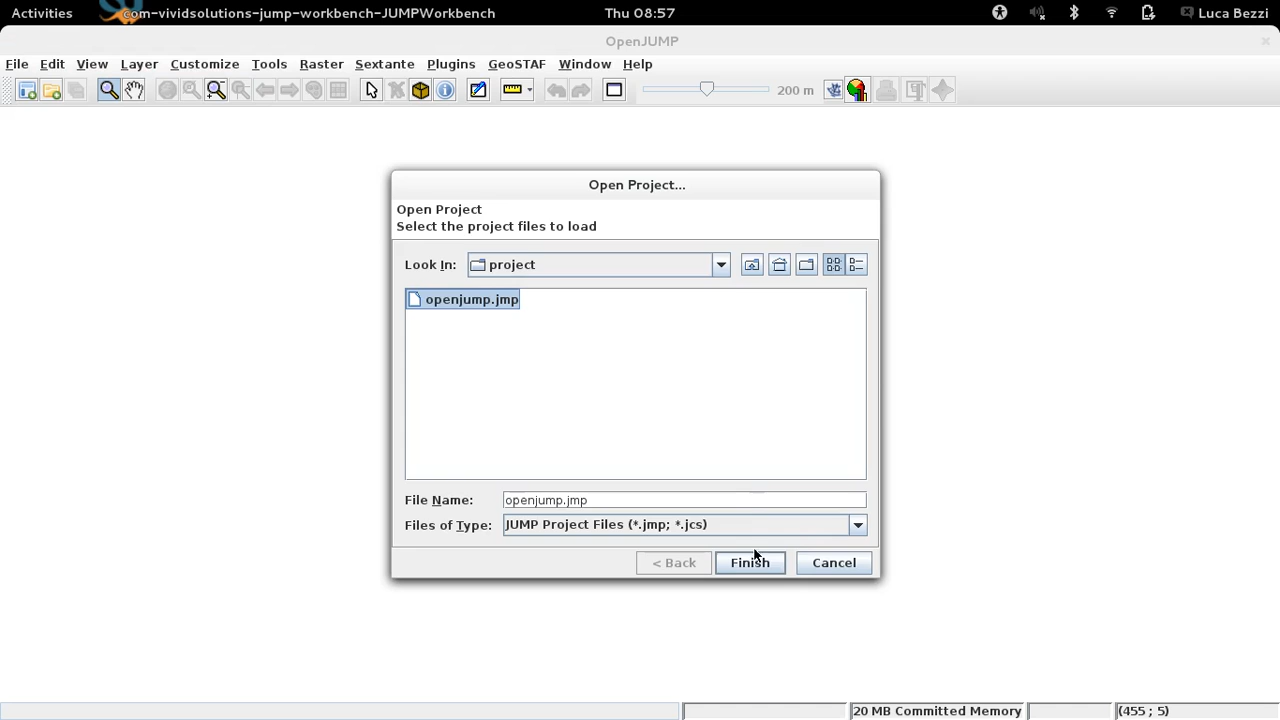 Activities com-vividsolutions-jump-workbench-JUMPWorkbench Thu 08:57 Luca Bezzi
OpenJUMP
File Edit View Layer Customize Tools Raster Sextante Plugins GeoSTAF Window Help
200 m
Open Project...
Open Project
Select the project files to load
Look In: project
openjump.jmp
File Name: openjump.jmp
Files of Type: JUMP Project Files (*.jmp; *.jcs)
< Back Finish Cancel
20 MB Committed Memory (455 ; 5)